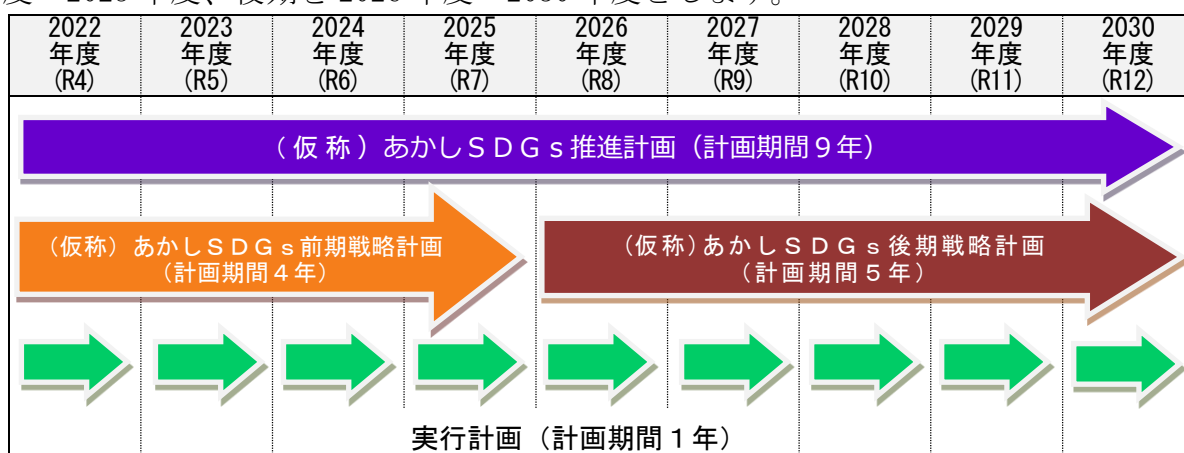 2022 2023 2024 2025 2026 2027 2028 2029 2030
年度 年度 年度 年度 年度 年度 年度 年度 年度
(R4) (R5) (R6) (R7) (R8) (R9) (R10) (R11) (R12)
(仮称)あかしSDGs推進計画(計画期間9年)
(仮称)あかしSDGs前期戦略計画
(計画期間4年)
(仮称)あかしSDGs後期戦略計画
(計画期間5年)
実行計画(計画期間1年)